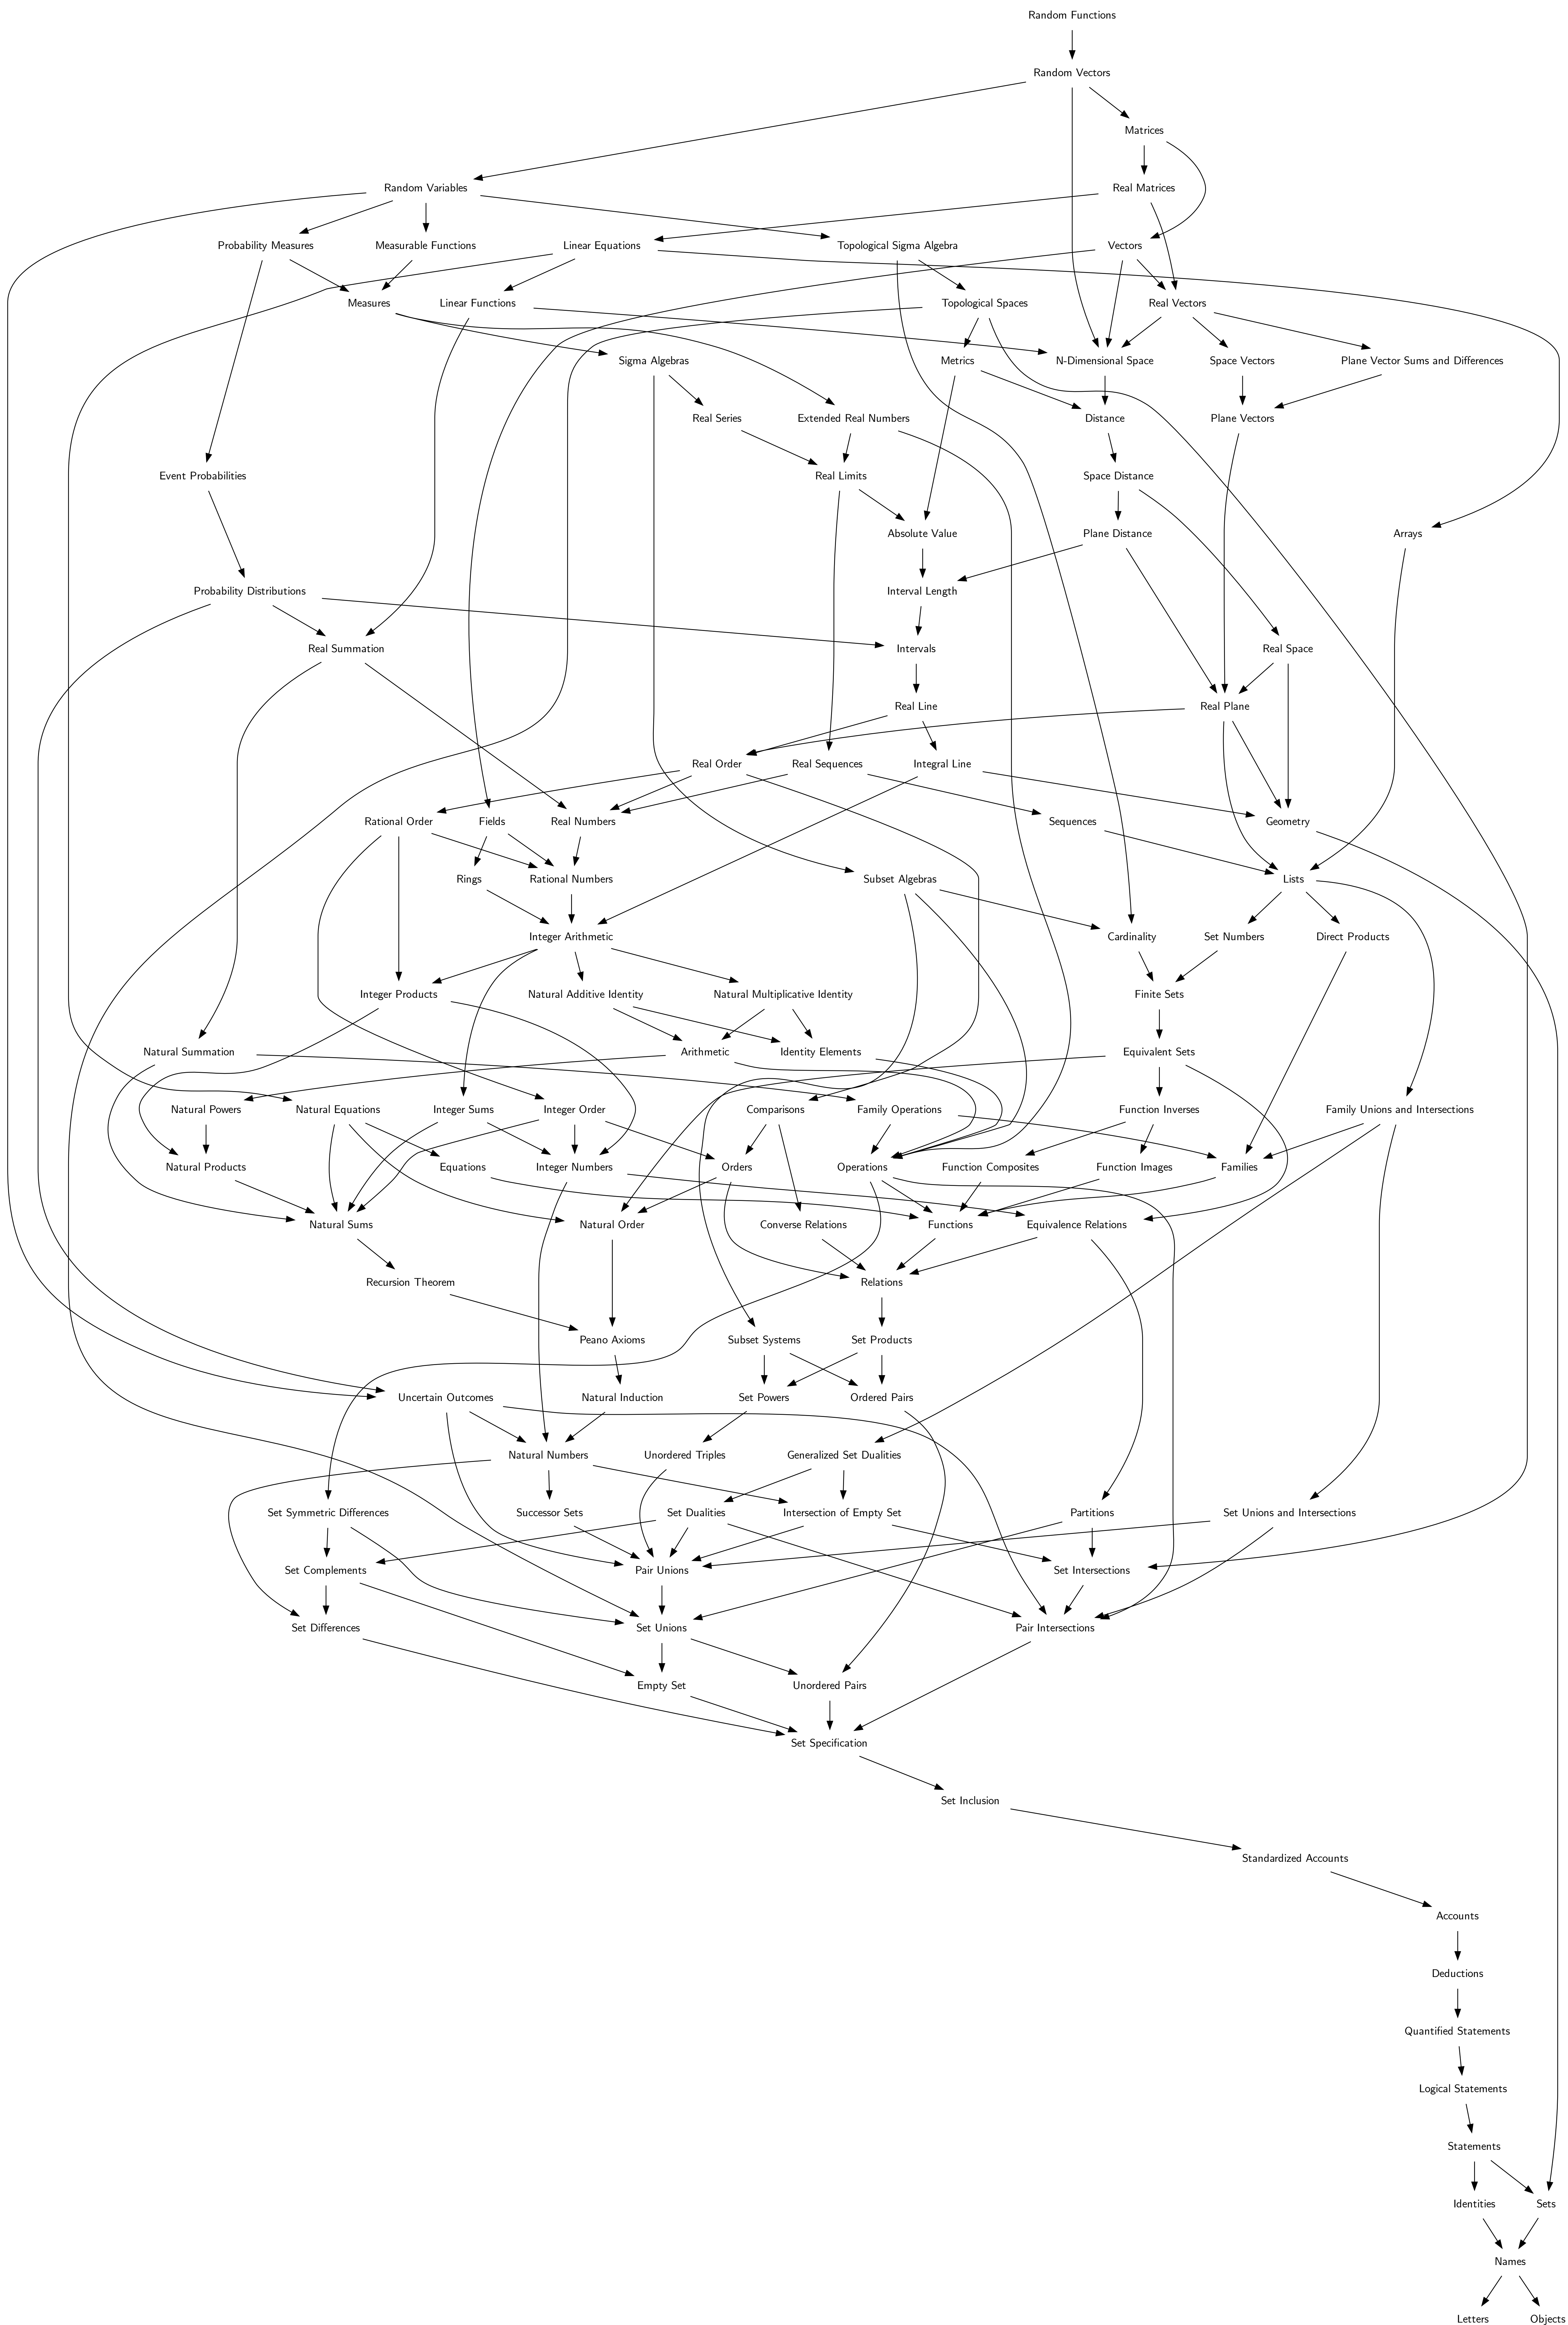 Random Functions
Random Vectors
Matrices
Random Variables
Real Matrices
Probability Measures
Measurable Functions
Linear Equations
Topological Sigma Algebra
Vectors
Measures
Linear Functions
Topological Spaces
Real Vectors
Sigma Algebras
Metrics
N-Dimensional Space
Space Vectors
Plane Vector Sums and Differences
Real Series
Extended Real Numbers
Distance
Plane Vectors
Event Probabilities
Real Limits
Space Distance
Absolute Value
Plane Distance
Arrays
Probability Distributions
Interval Length
Real Summation
Intervals
Real Space
Real Line
Real Plane
Real Order
Real Sequences
Integral Line
Rational Order
Fields
Real Numbers
Sequences
Geometry
Rings
Rational Numbers
Subset Algebras
Lists
Integer Arithmetic
Cardinality
Set Numbers
Direct Products
Integer Products
Natural Additive Identity
Natural Multiplicative Identity
Finite Sets
Natural Summation
Arithmetic
Identity Elements
Equivalent Sets
Natural Powers
Natural Equations
Integer Sums
Integer Order
Comparisons
Family Operations
Function Inverses
Family Unions and Intersections
Natural Products
Equations
Integer Numbers
Orders
Operations
Function Composites
Function Images
Families
Natural Sums
Natural Order
Converse Relations
Functions
Equivalence Relations
Recursion Theorem
Relations
Peano Axioms
Subset Systems
Set Products
Uncertain Outcomes
Natural Induction
Set Powers
Ordered Pairs
Natural Numbers
Unordered Triples
Generalized Set Dualities
Set Symmetric Differences
Successor Sets
Set Dualities
Intersection of Empty Set
Partitions
Set Unions and Intersections
Set Complements
Pair Unions
Set Intersections
Set Differences
Set Unions
Pair Intersections
Empty Set
Unordered Pairs
Set Specification
Set Inclusion
Standardized Accounts
Accounts
Deductions
Quantified Statements
Logical Statements
Statements
Identities
Sets
Names
Letters
Objects